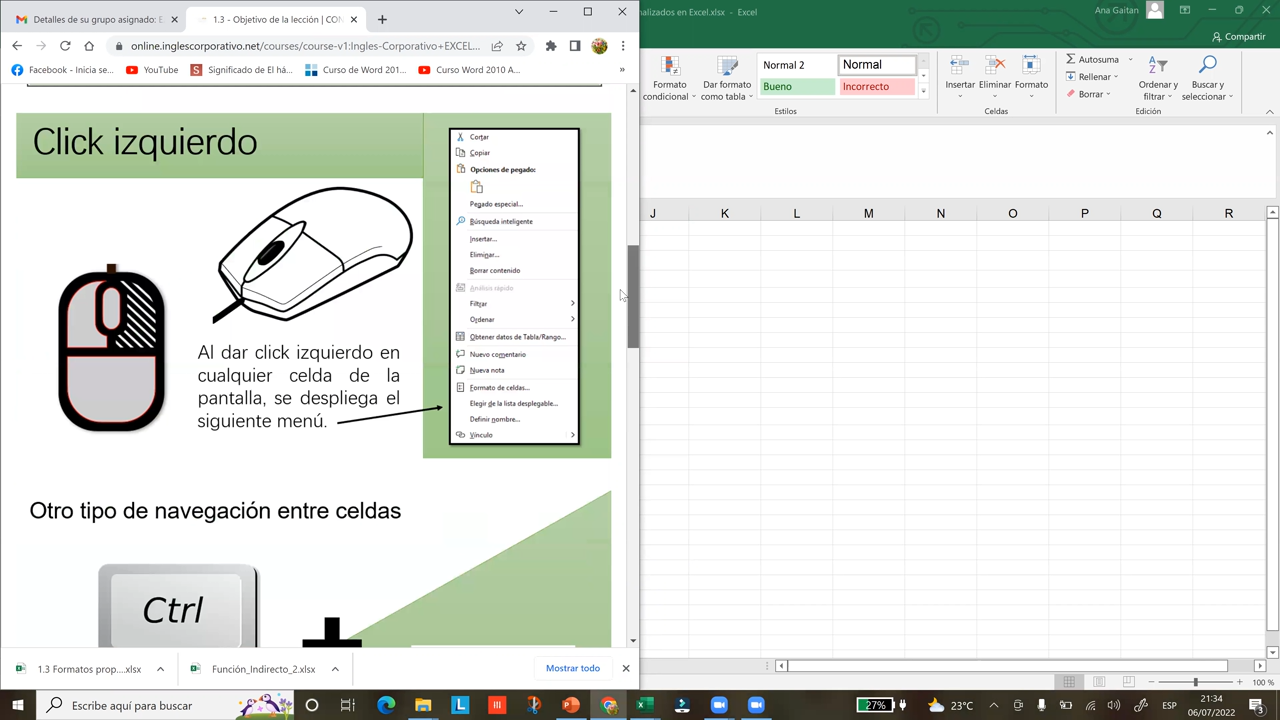 Detalles de su grupo asignado: E
1.3 - Objetivo de la lección | CON
nalizados en Excel.xlsx - Excel
Ana Gaitan
online.inglescorporativo.net/courses/course-v1:Ingles-Corporativo+EXCEL...
Compartir
Facebook - Inicia se...
YouTube
Significado de El há...
Curso de Word 201...
Curso Word 2010 A...
Formato condicional
Dar formato como tabla
Normal 2
Normal
Bueno
Incorrecto
Estilos
Insertar
Eliminar
Formato
Celdas
Autosuma
Rellenar
Borrar
Ordenar y filtrar
Buscar y seleccionar
Edición
Click izquierdo
Cortar
Copiar
Opciones de pegado:
Pegado especial...
Búsqueda inteligente
Insertar...
Eliminar...
Borrar contenido
Análisis rápido
Filtrar
Ordenar
Obtener datos de Tabla/Rango...
Nuevo comentario
Nueva nota
Formato de celdas...
Elegir de la lista desplegable...
Definir nombre...
Vínculo
J K L M N O P Q R
Al dar click izquierdo en
cualquier celda de la
pantalla, se despliega el
siguiente menú.
Otro tipo de navegación entre celdas
Ctrl
1.3 Formatos prop....xlsx
Función_Indirecto_2.xlsx
Mostrar todo
100 %
Escribe aquí para buscar
27%
23°C
ESP
21:34
06/07/2022
3